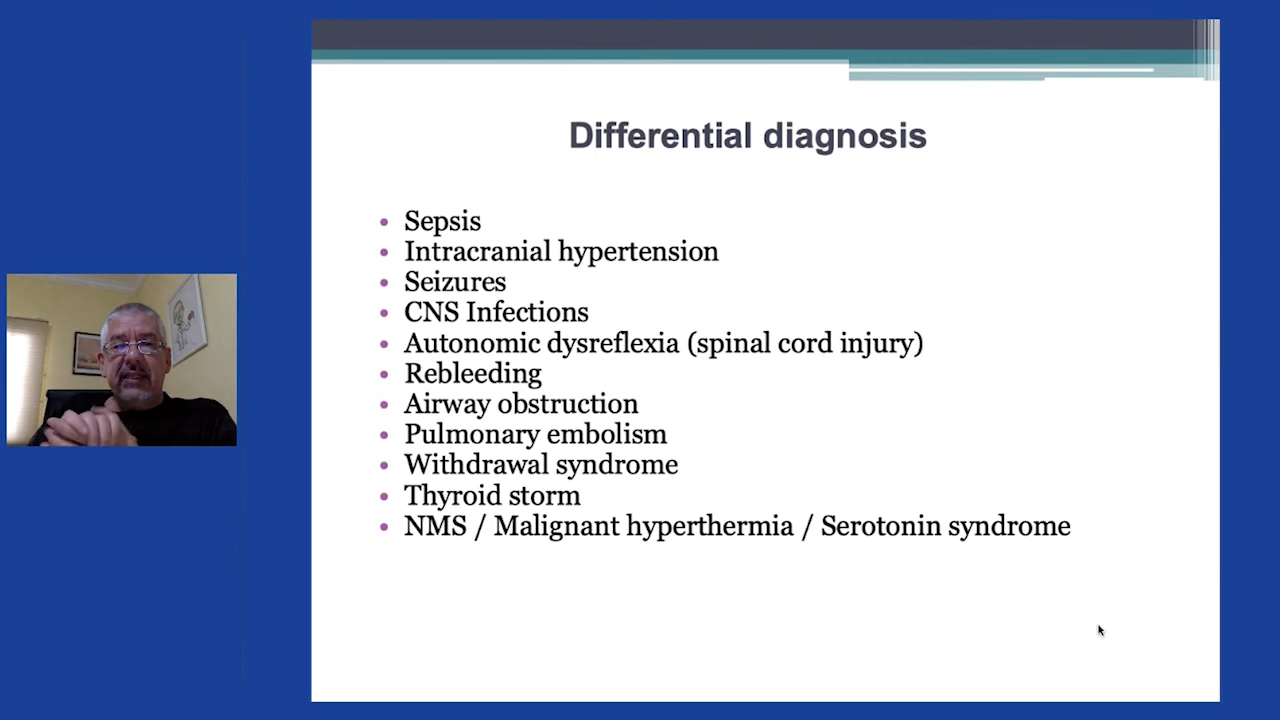 Differential diagnosis
• Sepsis
• Intracranial hypertension
• Seizures
• CNS Infections
• Autonomic dysreflexia (spinal cord injury)
• Rebleeding
• Airway obstruction
• Pulmonary embolism
• Withdrawal syndrome
• Thyroid storm
• NMS / Malignant hyperthermia / Serotonin syndrome